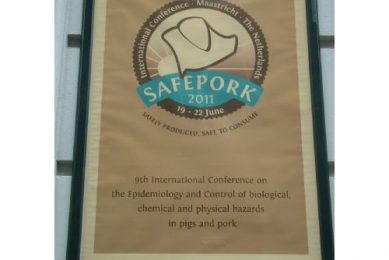 International Conference · Maastricht · The Netherlands
SAFEPORK
2011
19 - 22 June
SAFELY PRODUCED, SAFE TO CONSUME
9th International Conference on
the Epidemiology and Control of biological,
chemical and physical hazards
in pigs and pork